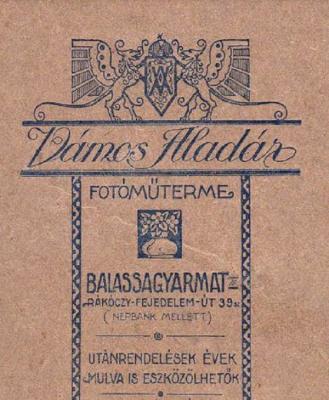 Vámos Aladár
FOTÓMŰTERME
BALASSAGYARMAT
RÁKÓCZY-FEJEDELEM-ÚT 39
(NÉPBANK MELLETT)
UTÁNRENDELÉSEK ÉVEK
MULVA IS ESZKÖZÖLHETŐK